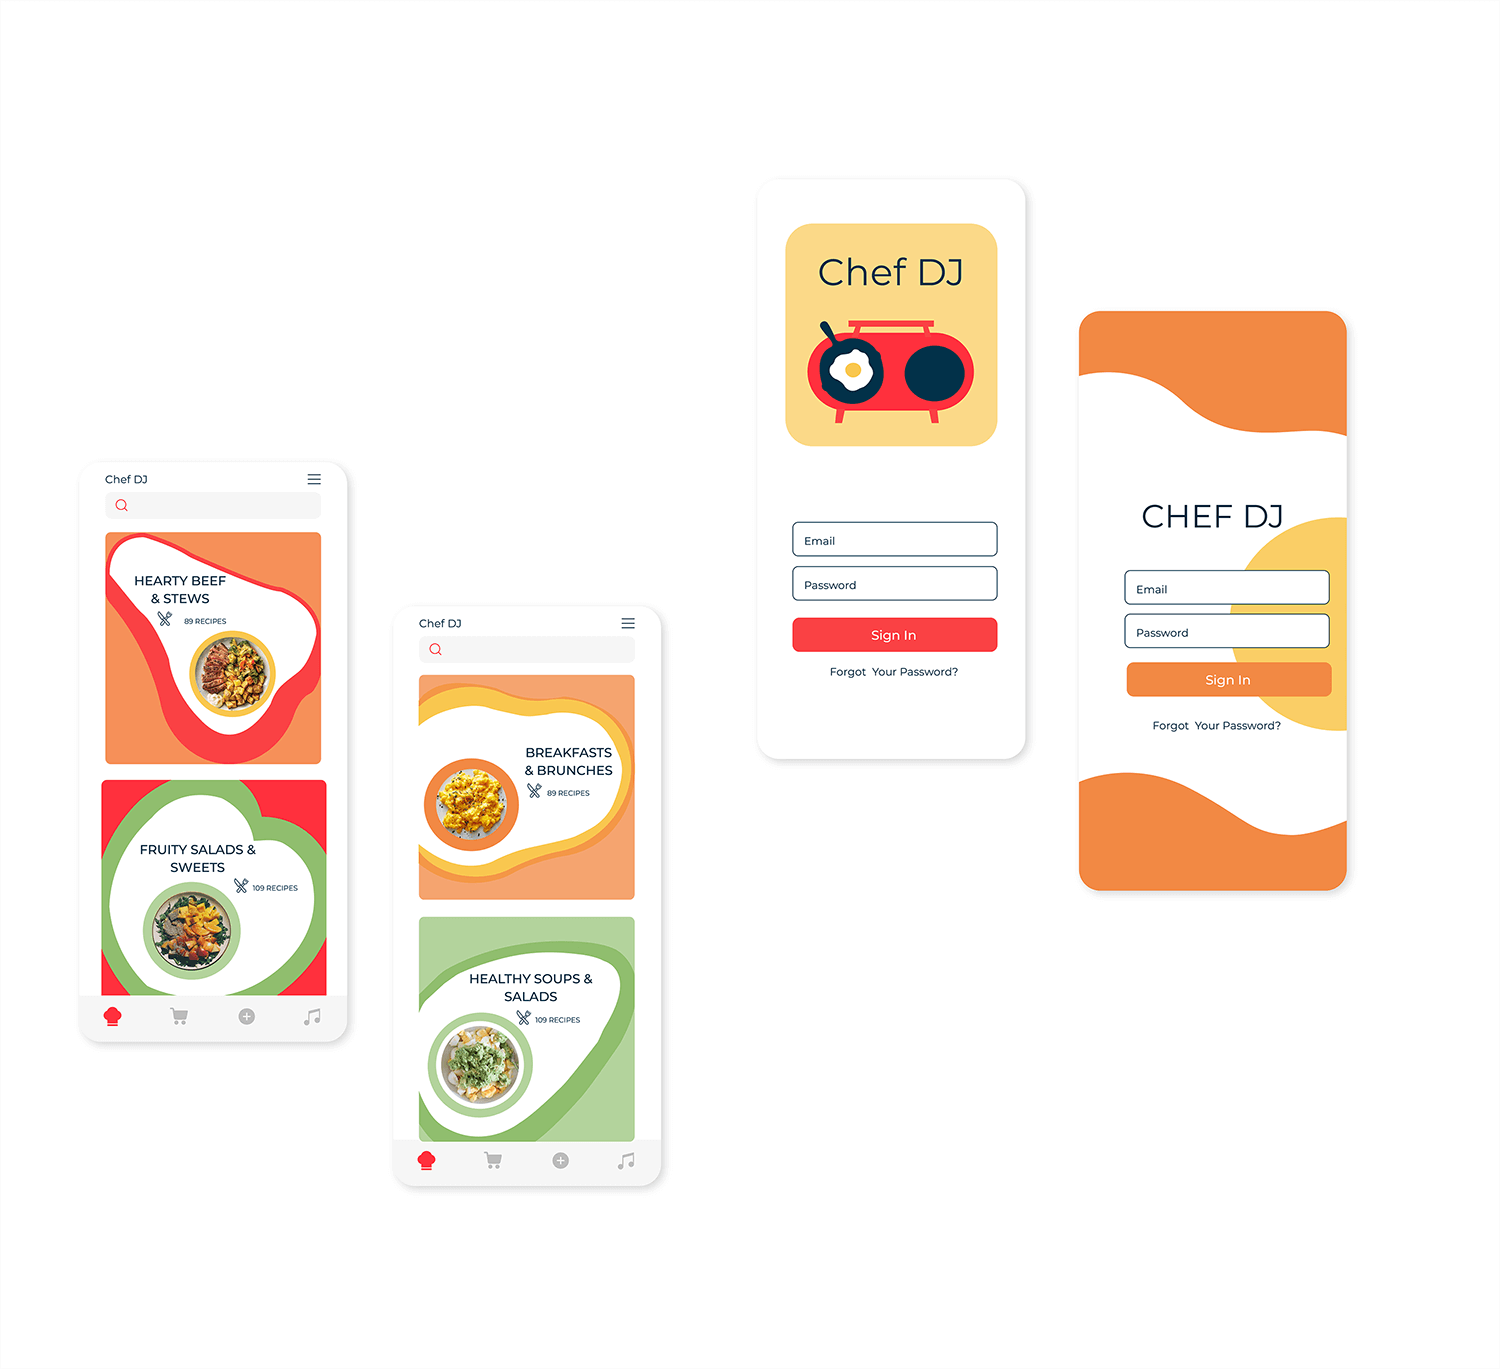 Chef DJ
HEARTY BEEF
& STEWS
89 RECIPES
FRUITY SALADS &
SWEETS
109 RECIPES
Chef DJ
BREAKFASTS
& BRUNCHES
89 RECIPES
HEALTHY SOUPS &
SALADS
109 RECIPES
Chef DJ
Email
Password
Sign In
Forgot  Your Password?
CHEF DJ
Email
Password
Sign In
Forgot  Your Password?